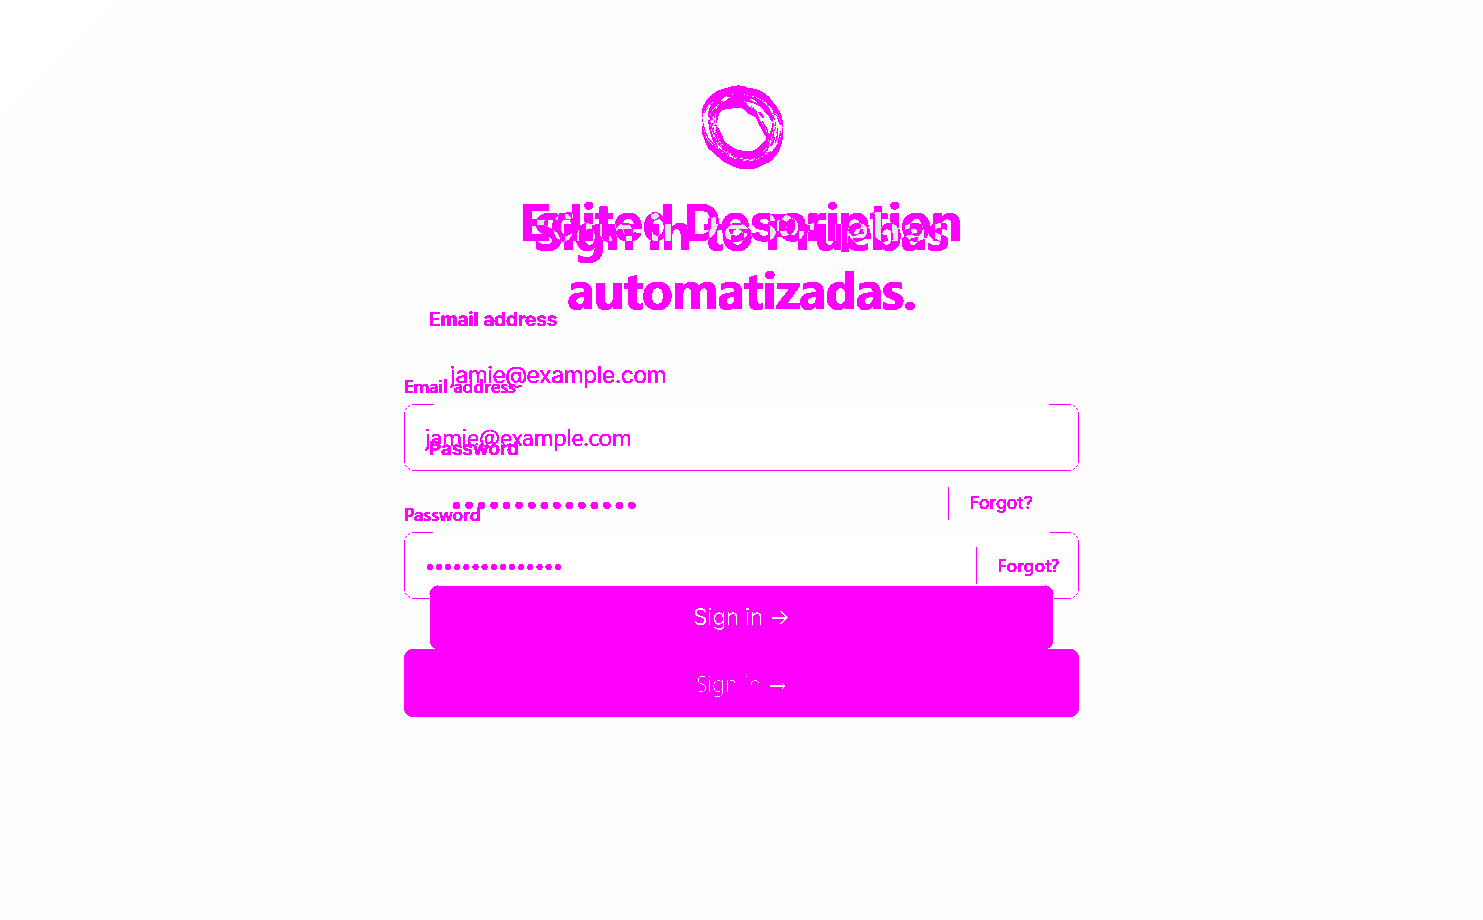 Edited Description
Sign in to Pruebas
automatizadas.
Email address
jamie@example.com
Email address
jamie@example.com
Password
Forgot?
Password
Forgot?
Sign in →
Sign in →